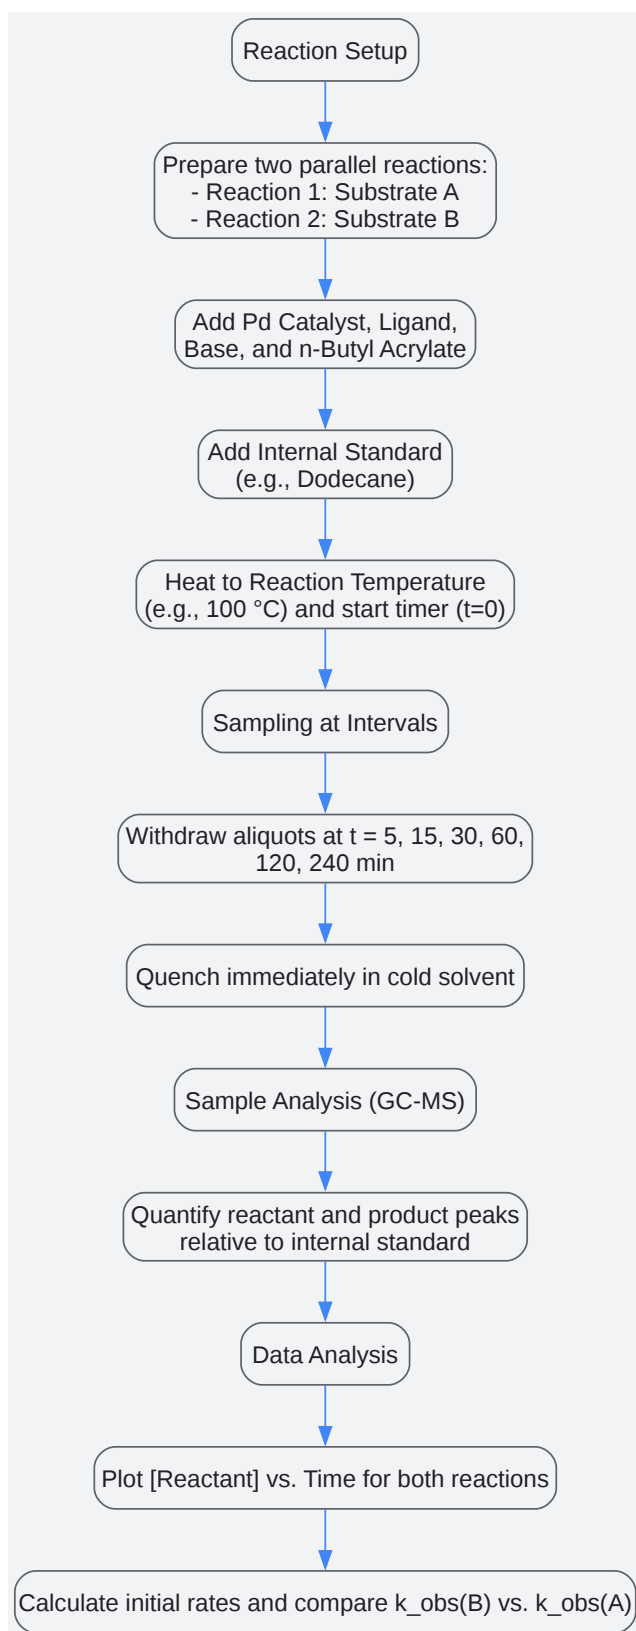 Reaction Setup
Prepare two parallel reactions:
- Reaction 1: Substrate A
- Reaction 2: Substrate B
Add Pd Catalyst, Ligand,
Base, and n-Butyl Acrylate
Add Internal Standard
(e.g., Dodecane)
Heat to Reaction Temperature
(e.g., 100 °C) and start timer (t=0)
Sampling at Intervals
Withdraw aliquots at t = 5, 15, 30, 60,
120, 240 min
Quench immediately in cold solvent
Sample Analysis (GC-MS)
Quantify reactant and product peaks
relative to internal standard
Data Analysis
Plot [Reactant] vs. Time for both reactions
Calculate initial rates and compare k_obs(B) vs. k_obs(A)